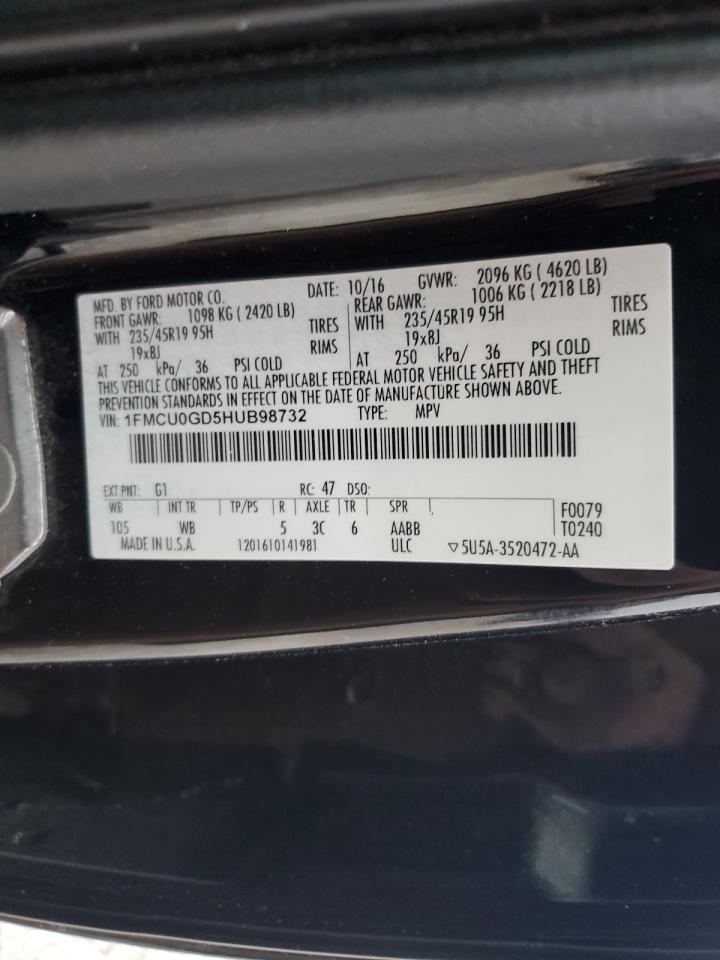 MFD. BY FORD MOTOR CO. DATE: 10/16 GVWR: 2096 KG ( 4620 LB)
FRONT GAWR: 1098 KG ( 2420 LB) REAR GAWR: 1006 KG ( 2218 LB)
WITH 235/45R19 95H TIRES WITH 235/45R19 95H TIRES
19x8J RIMS 19x8J RIMS
AT 250 kPa/ 36 PSI COLD AT 250 kPa/ 36 PSI COLD
THIS VEHICLE CONFORMS TO ALL APPLICABLE FEDERAL MOTOR VEHICLE SAFETY AND THEFT
PREVENTION STANDARDS IN EFFECT ON THE DATE OF MANUFACTURE SHOWN ABOVE.
VIN: 1FMCU0GD5HUB98732 TYPE: MPV
EXT PNT: G1 RC: 47 DSO:
WB INT TR TP/PS R AXLE TR SPR F0079
105 WB 5 3C 6 AABB T0240
MADE IN U.S.A. 1201610141981 ULC ▽5U5A-3520472-AA